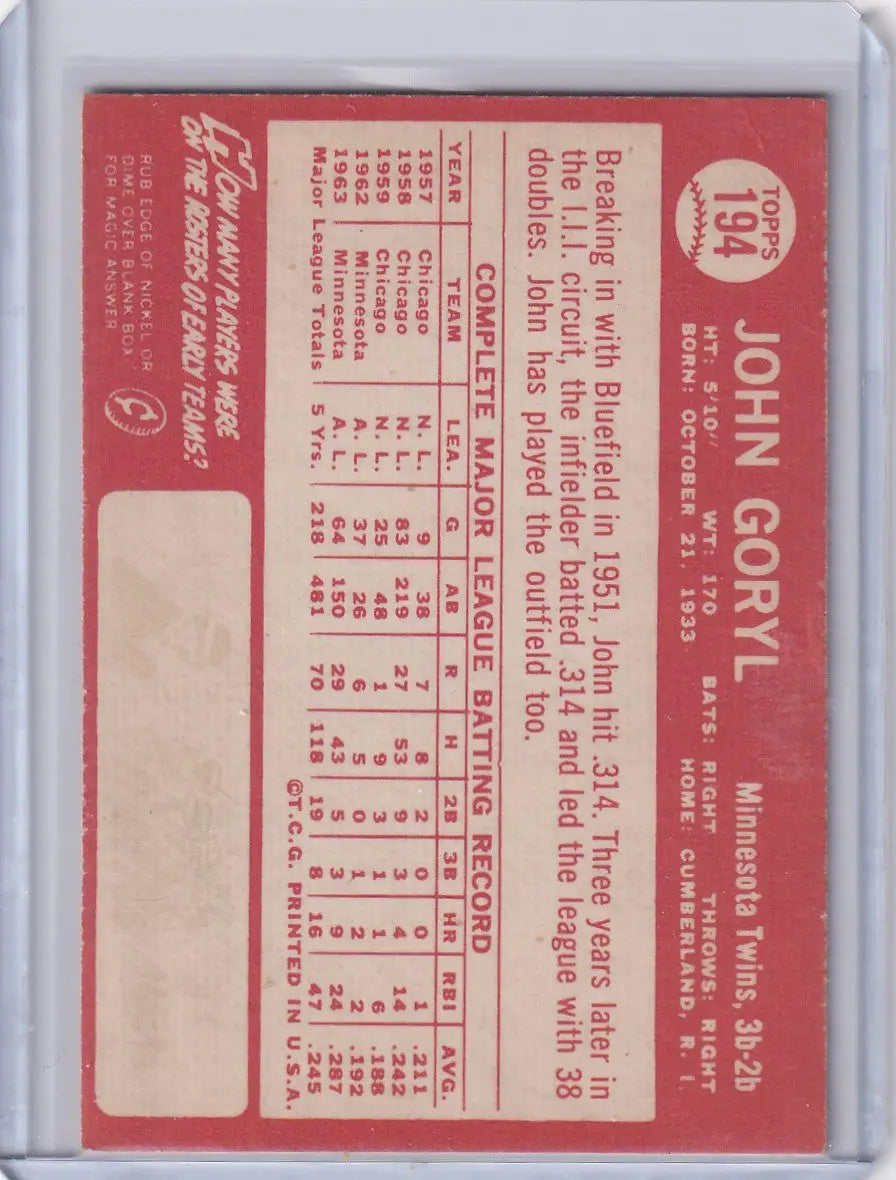 TOPPS
194
JOHN GORYL Minnesota Twins, 3b-2b
HT: 5'10" WT: 170 BATS: RIGHT THROWS: RIGHT
BORN: OCTOBER 21, 1933 HOME: CUMBERLAND, R. I.
Breaking in with Bluefield in 1951, John hit .314. Three years later in
the I.I.I. circuit, the infielder batted .314 and led the league with 38
doubles. John has played the outfield too.
COMPLETE MAJOR LEAGUE BATTING RECORD
YEAR TEAM LEA. G AB R H 2B 3B HR RBI AVG.
1957 Chicago N. L. 9 38 7 8 2 0 0 1 .211
1958 Chicago N. L. 83 219 27 53 9 3 4 14 .242
1959 Chicago N. L. 25 48 1 9 3 1 1 6 .188
1962 Minnesota A. L. 37 26 6 5 0 1 2 2 .192
1963 Minnesota A. L. 64 150 29 43 5 3 9 24 .287
Major League Totals 5 Yrs. 218 481 70 118 19 8 16 47 .245
©T.C.G. PRINTED IN U.S.A.
HOW MANY PLAYERS WERE
ON THE ROSTERS OF EARLY TEAMS?
RUB EDGE OF NICKEL OR
DIME OVER BLANK BOX
FOR MAGIC ANSWER